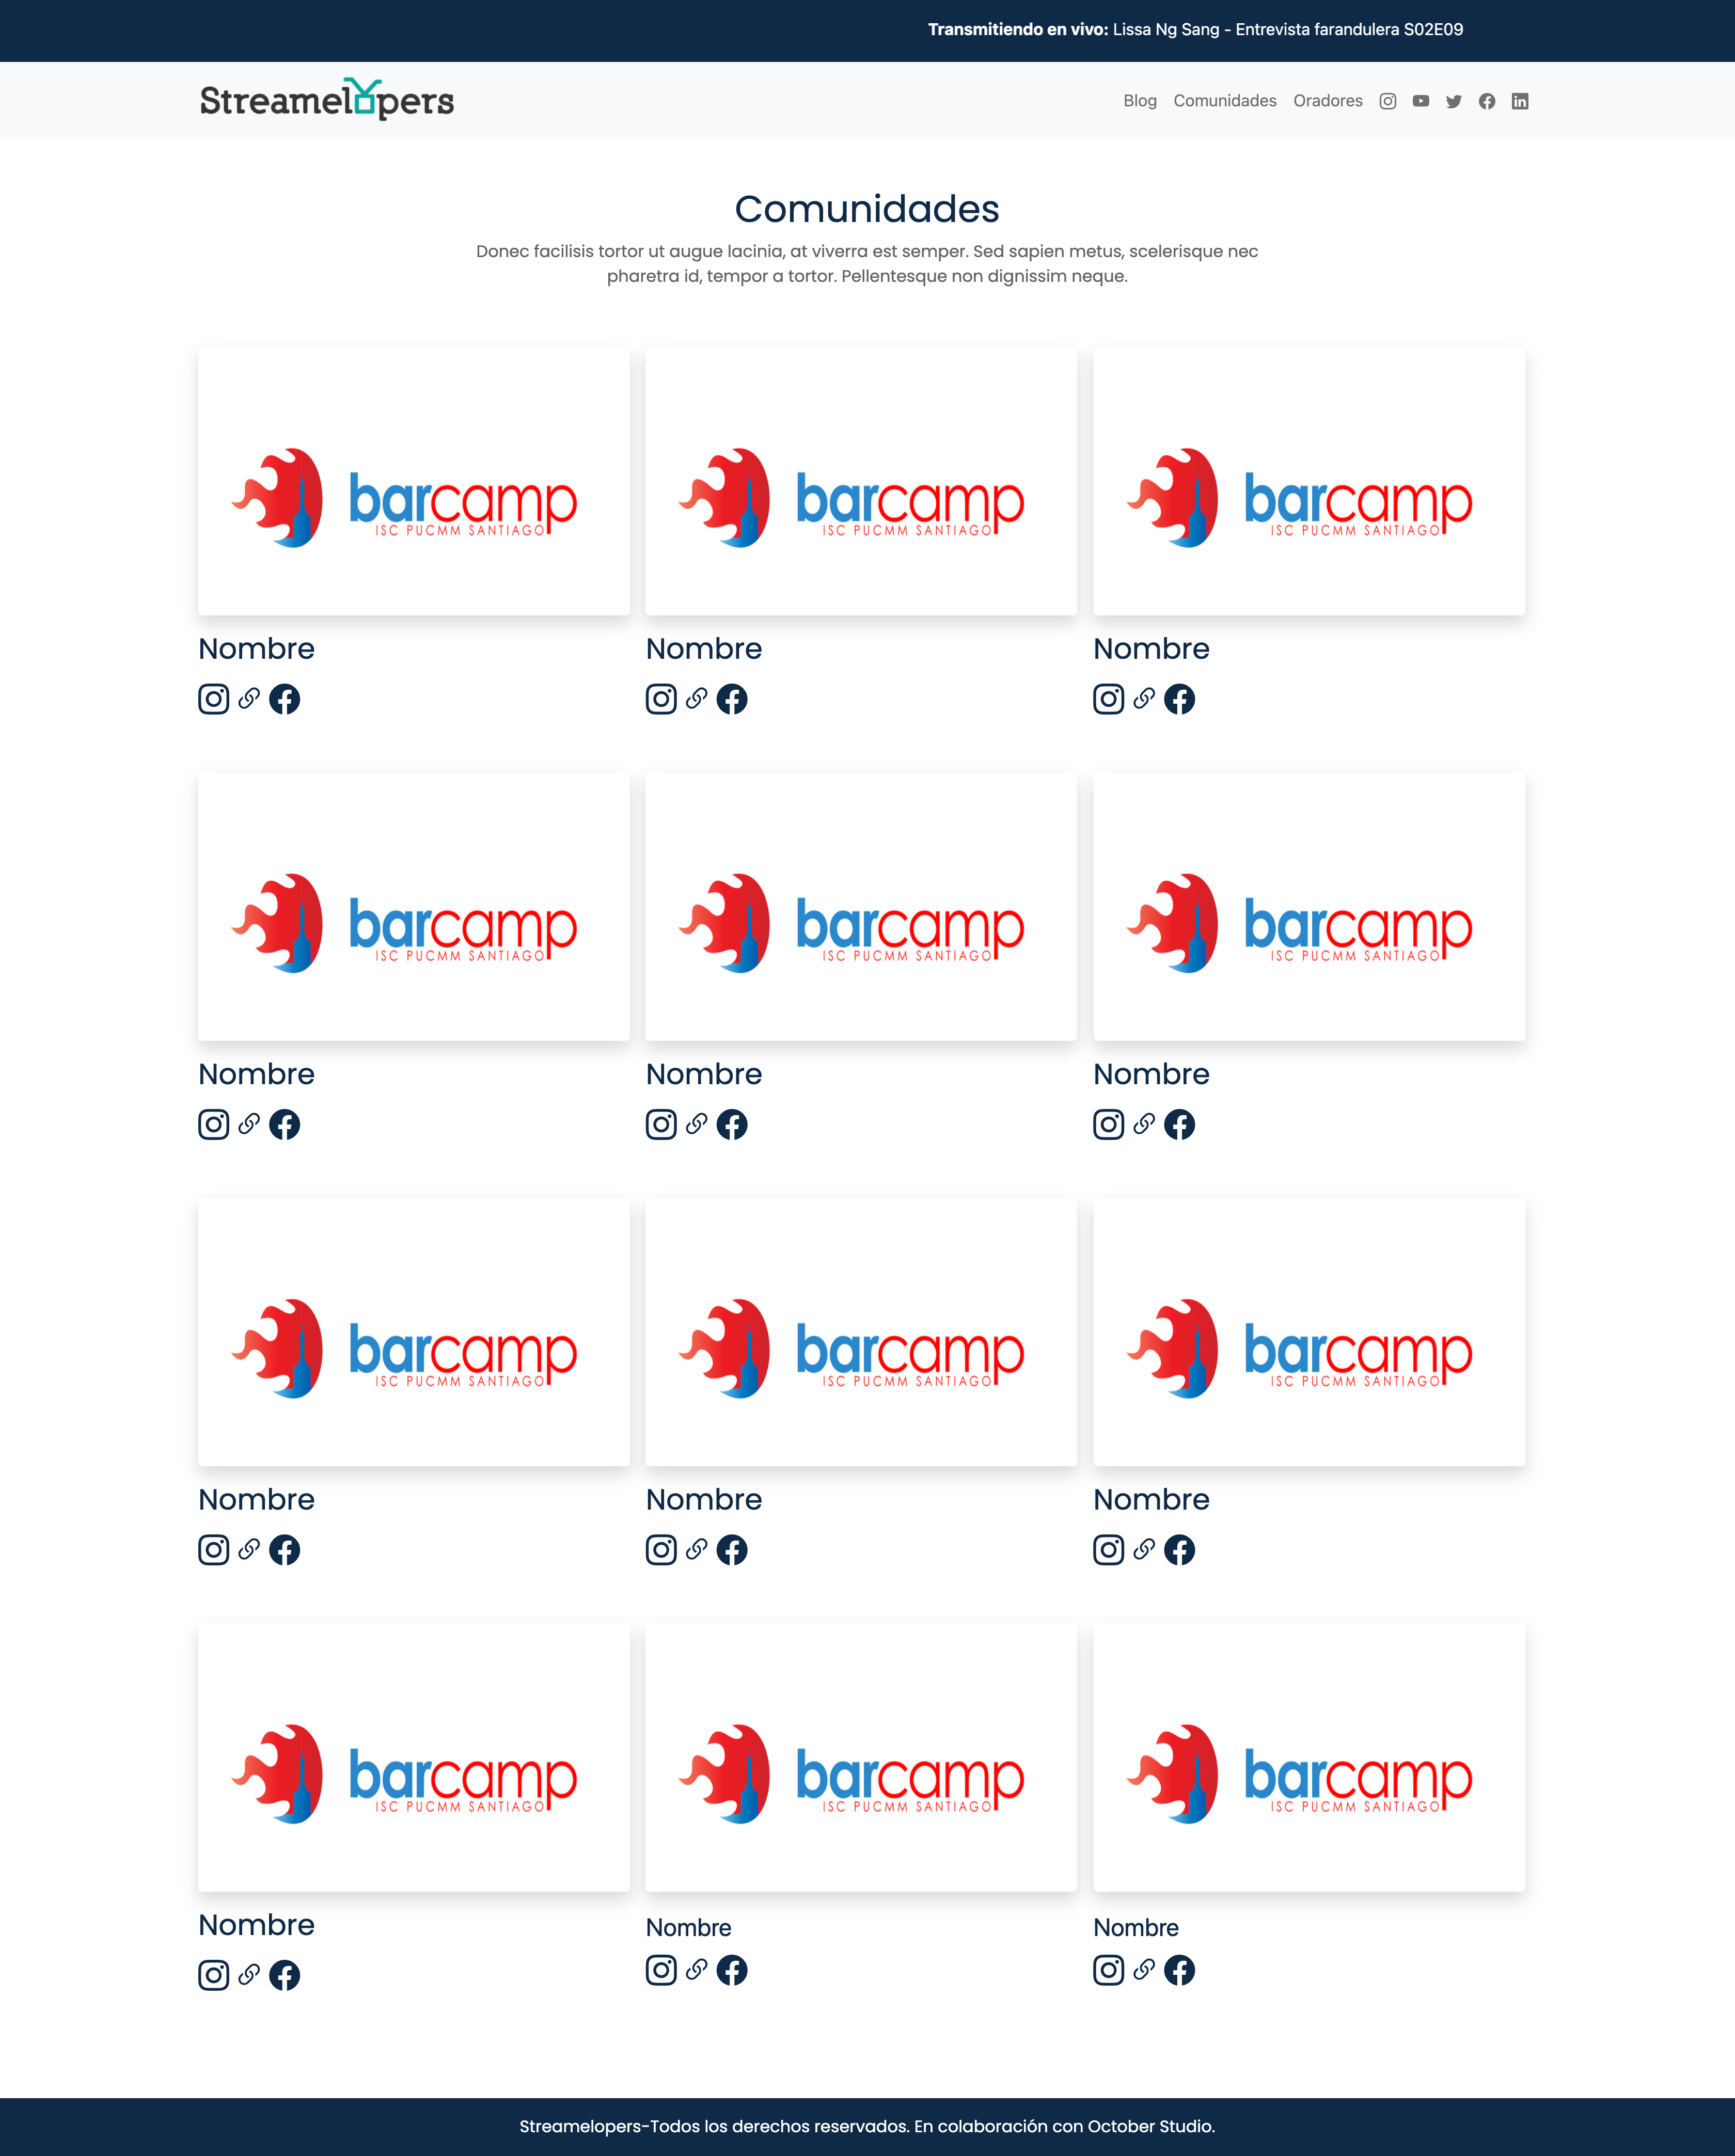 Transmitiendo en vivo: Lissa Ng Sang - Entrevista farandulera S02E09
Streamelopers
Blog Comunidades Oradores
Comunidades
Donec facilisis tortor ut augue lacinia, at viverra est semper. Sed sapien metus, scelerisque nec
pharetra id, tempor a tortor. Pellentesque non dignissim neque.
barcamp barcamp barcamp
ISC PUCMM SANTIAGO ISC PUCMM SANTIAGO ISC PUCMM SANTIAGO
Nombre Nombre Nombre
barcamp barcamp barcamp
ISC PUCMM SANTIAGO ISC PUCMM SANTIAGO ISC PUCMM SANTIAGO
Nombre Nombre Nombre
barcamp barcamp barcamp
ISC PUCMM SANTIAGO ISC PUCMM SANTIAGO ISC PUCMM SANTIAGO
Nombre Nombre Nombre
barcamp barcamp barcamp
ISC PUCMM SANTIAGO ISC PUCMM SANTIAGO ISC PUCMM SANTIAGO
Nombre Nombre Nombre
Streamelopers-Todos los derechos reservados. En colaboración con October Studio.